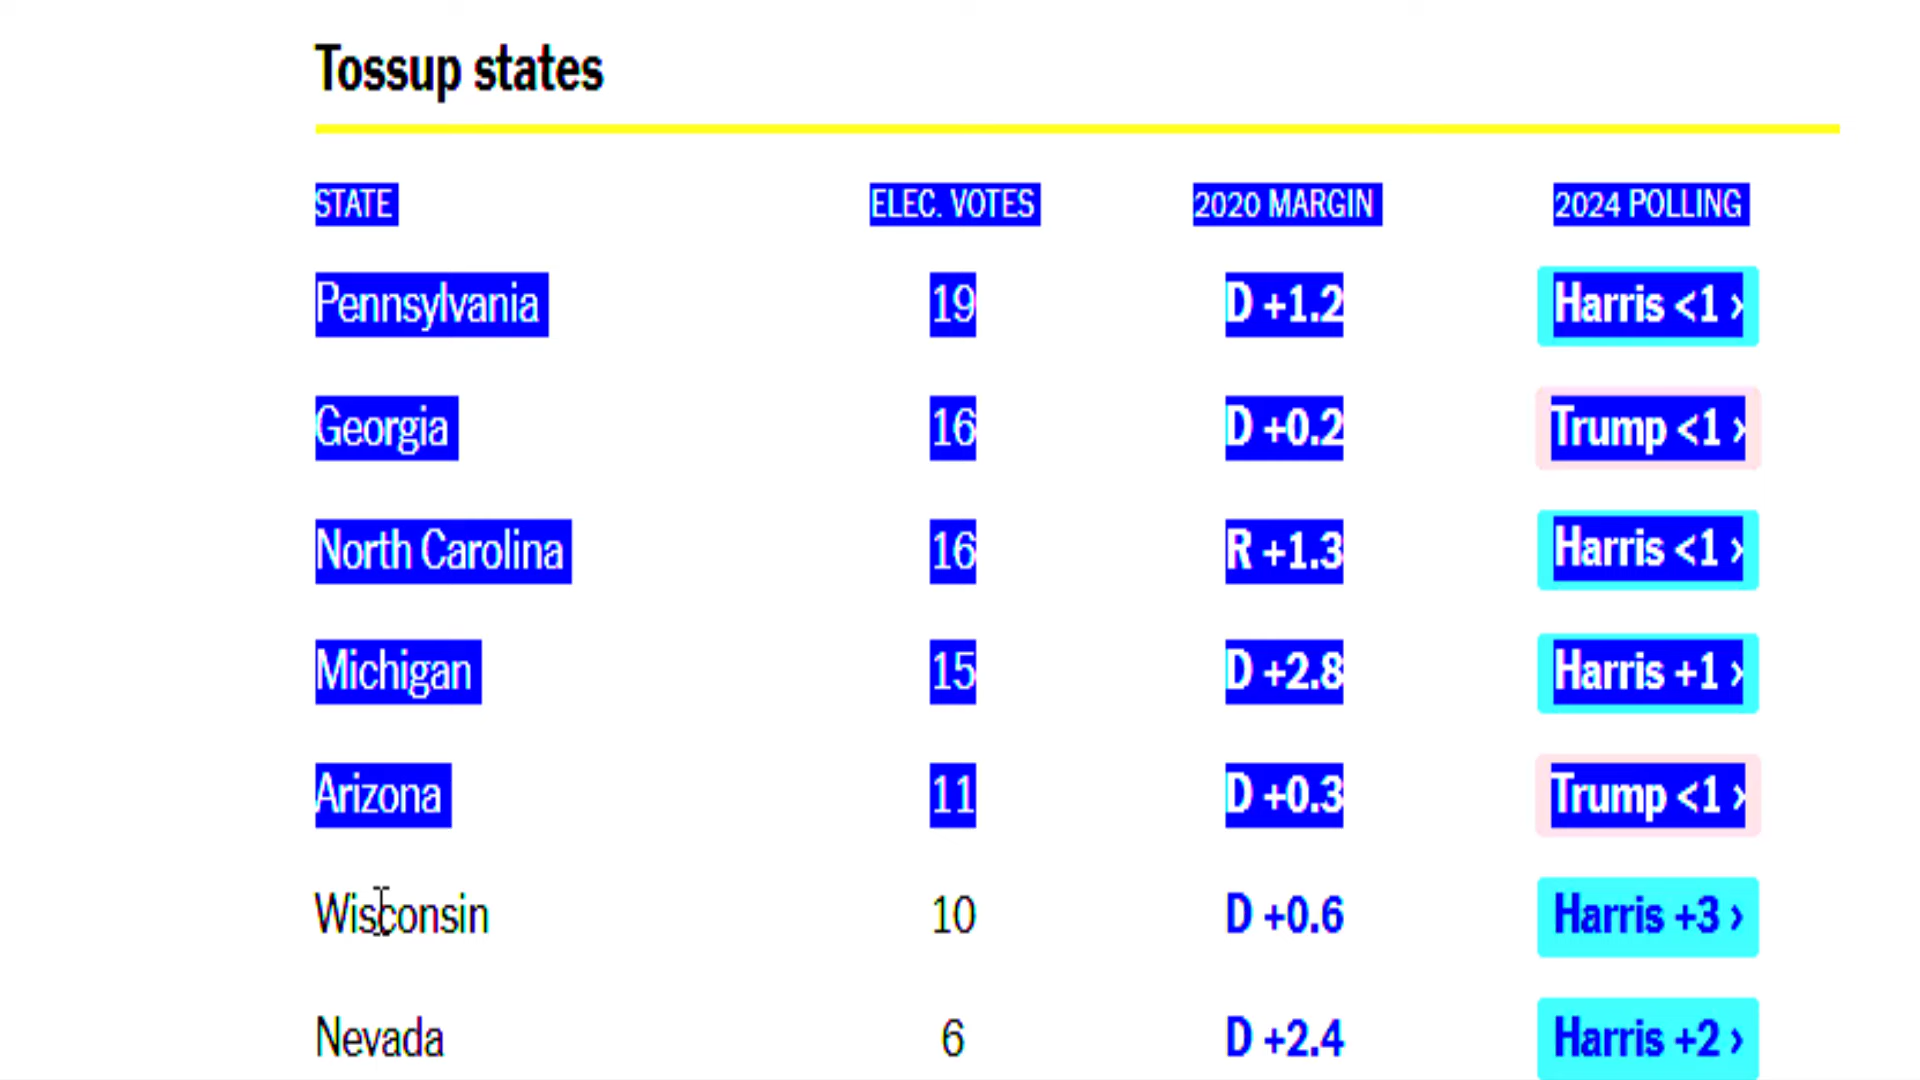 Tossup states
STATE ELEC. VOTES 2020 MARGIN 2024 POLLING
Pennsylvania 19 D +1.2 Harris <1 ›
Georgia 16 D +0.2 Trump <1 ›
North Carolina 16 R +1.3 Harris <1 ›
Michigan 15 D +2.8 Harris +1 ›
Arizona 11 D +0.3 Trump <1 ›
Wisconsin 10 D +0.6 Harris +3 ›
Nevada 6 D +2.4 Harris +2 ›